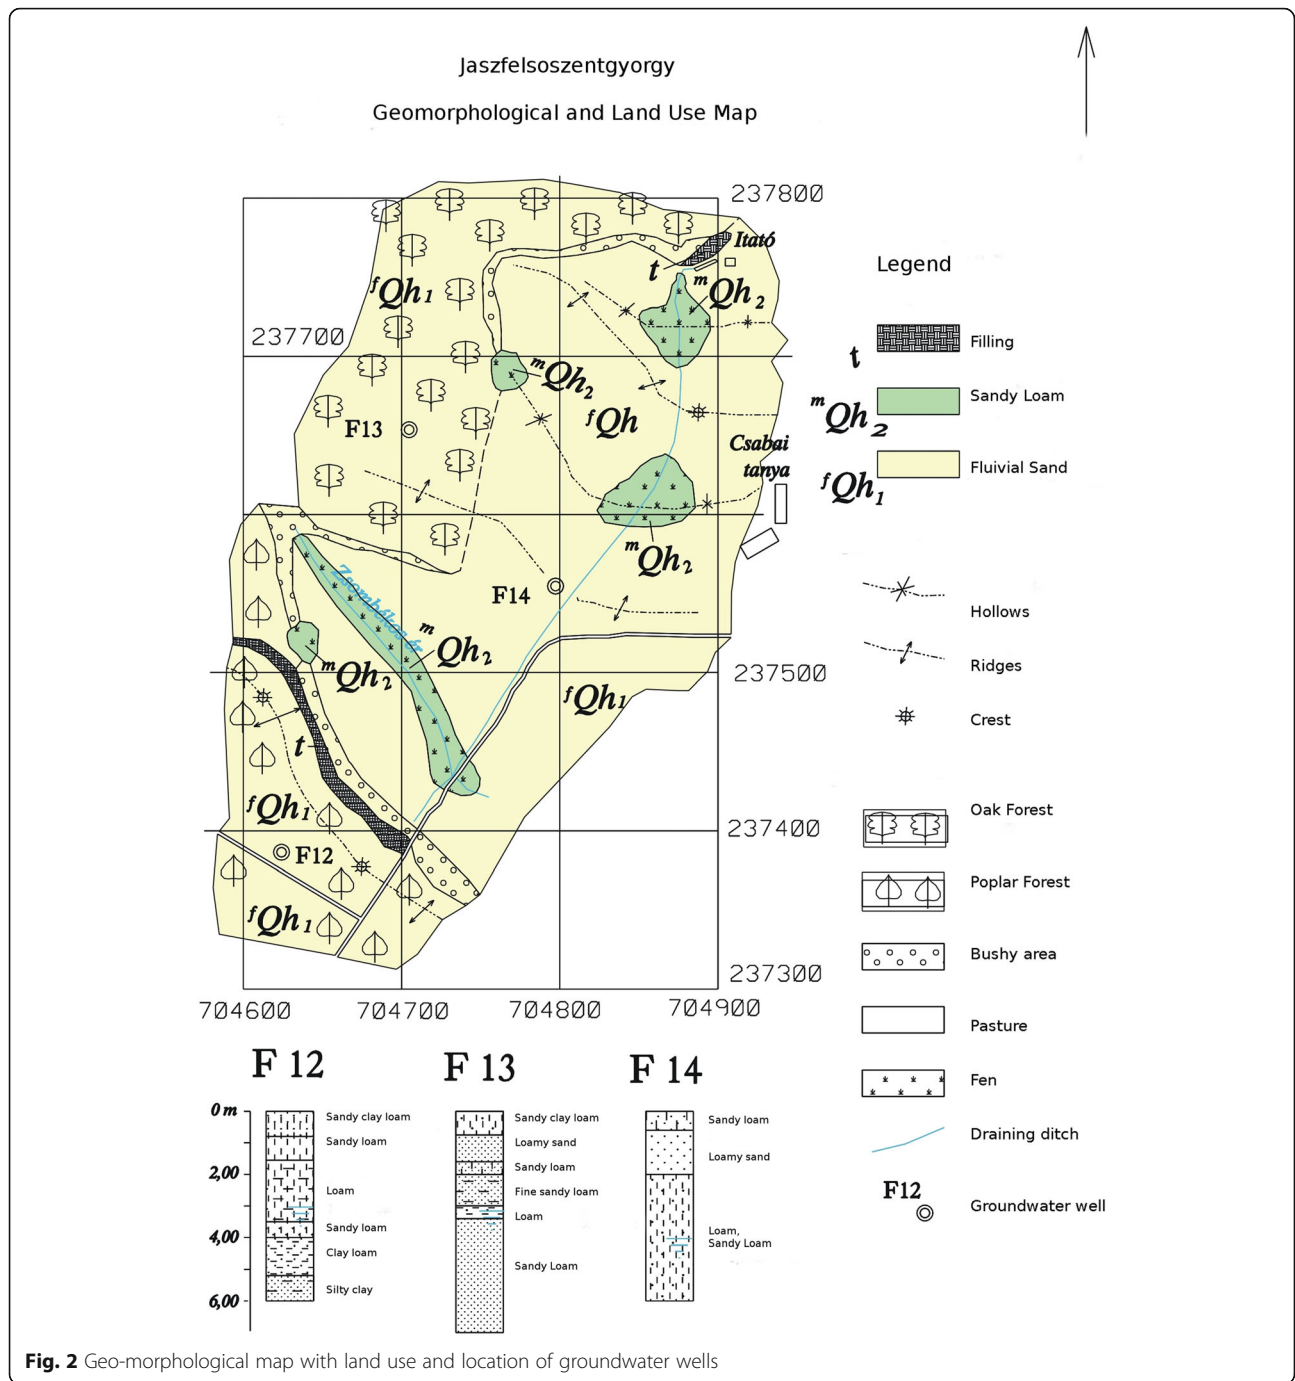 Jaszfelsoszentgyorgy
Geomorphological and Land Use Map
237800
Itató
t
mQh2
fQh1
237700
mQh2
fQh
F13
Csabai
tanya
mQh2
F14
Zsombékos ér
mQh2
mQh2
237500
fQh1
t
fQh1
237400
F12
fQh1
237300
704600
704700
704800
704900
Legend
t
Filling
mQh2
Sandy Loam
fQh1
Fluivial Sand
Hollows
Ridges
Crest
Oak Forest
Poplar Forest
Bushy area
Pasture
Fen
Draining ditch
F12
Groundwater well
F 12
F 13
F 14
0 m
2,00
4,00
6,00
Sandy clay loam
Sandy loam
Loam
Sandy loam
Clay loam
Silty clay
Sandy clay loam
Loamy sand
Sandy loam
Fine sandy loam
Loam
Sandy Loam
Sandy loam
Loamy sand
Loam,
Sandy Loam
Fig. 2 Geo-morphological map with land use and location of groundwater wells